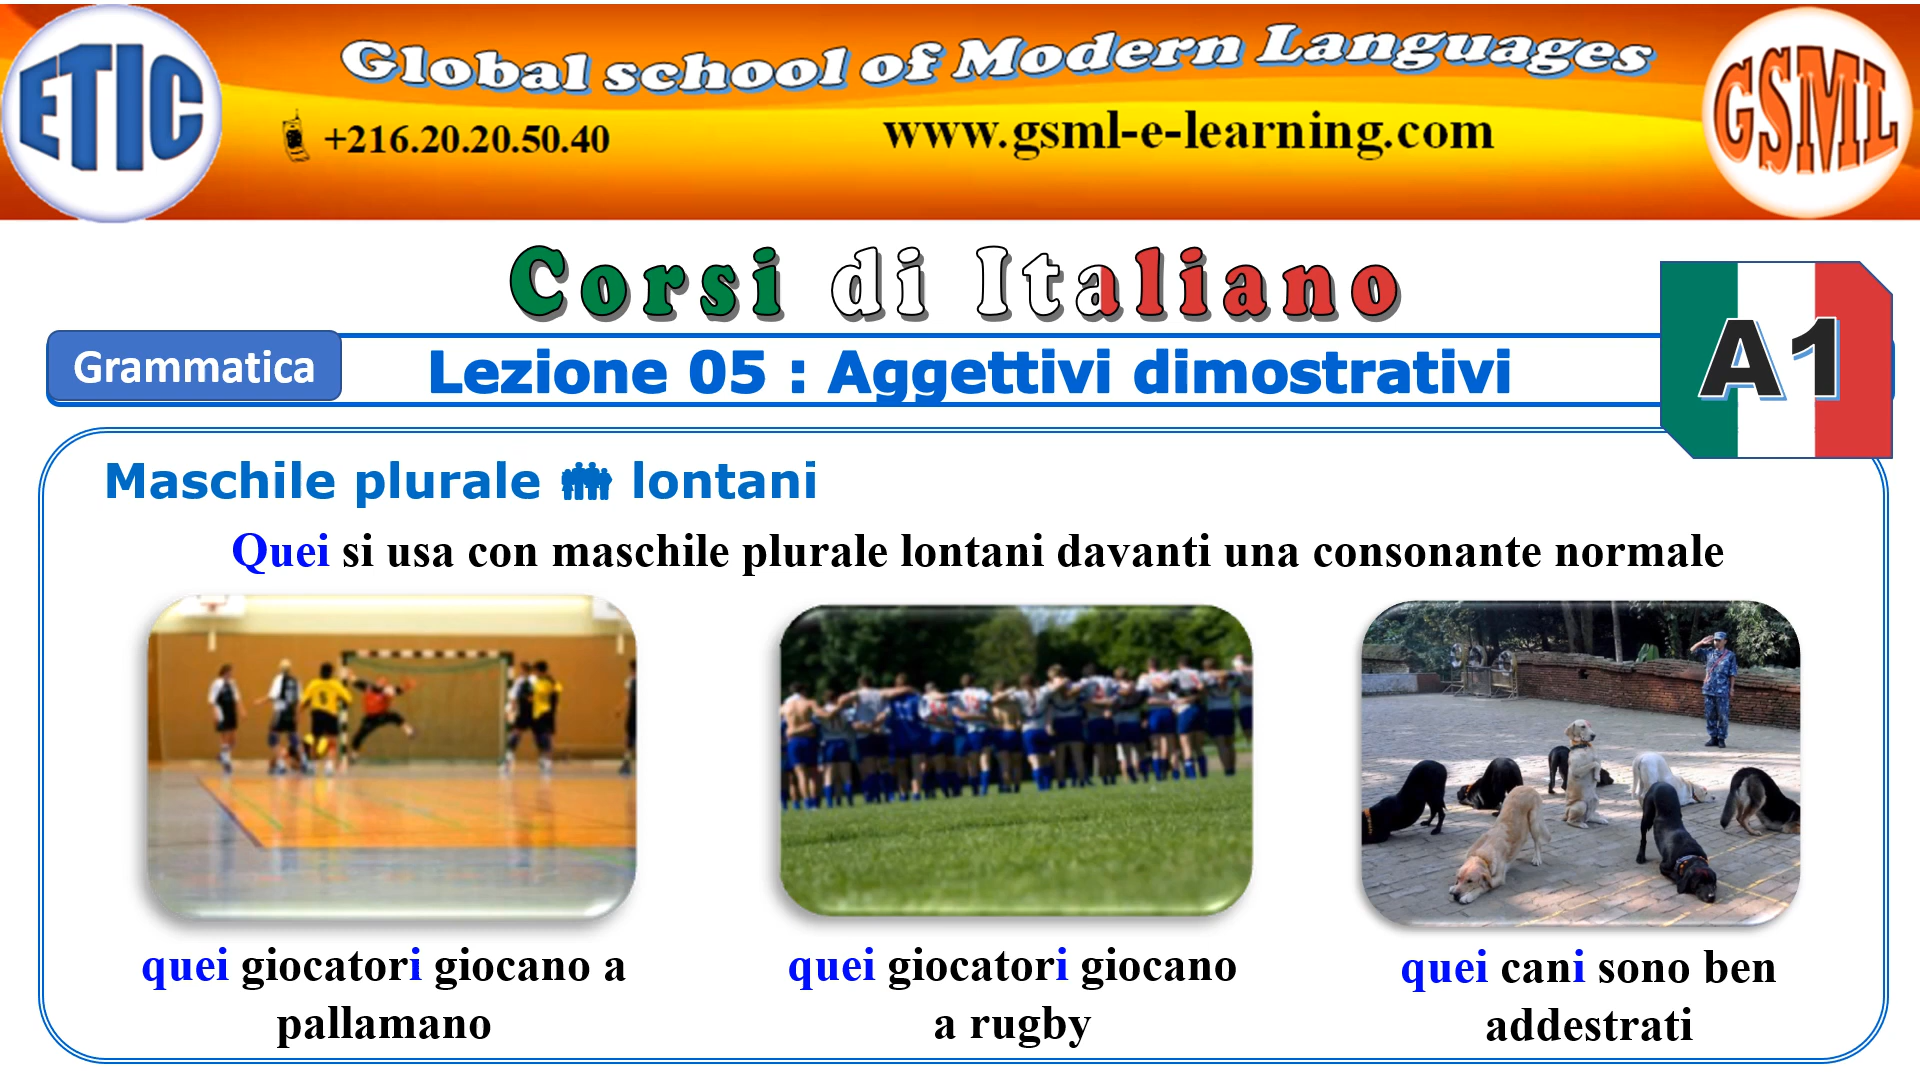 ETIC
Global school of Modern Languages
GSML
+216.20.20.50.40
www.gsml-e-learning.com
Corsi di Italiano
Grammatica
Lezione 05 : Aggettivi dimostrativi
A1
Maschile plurale lontani
Quei si usa con maschile plurale lontani davanti una consonante normale
quei giocatori giocano a
pallamano
quei giocatori giocano
a rugby
quei cani sono ben
addestrati